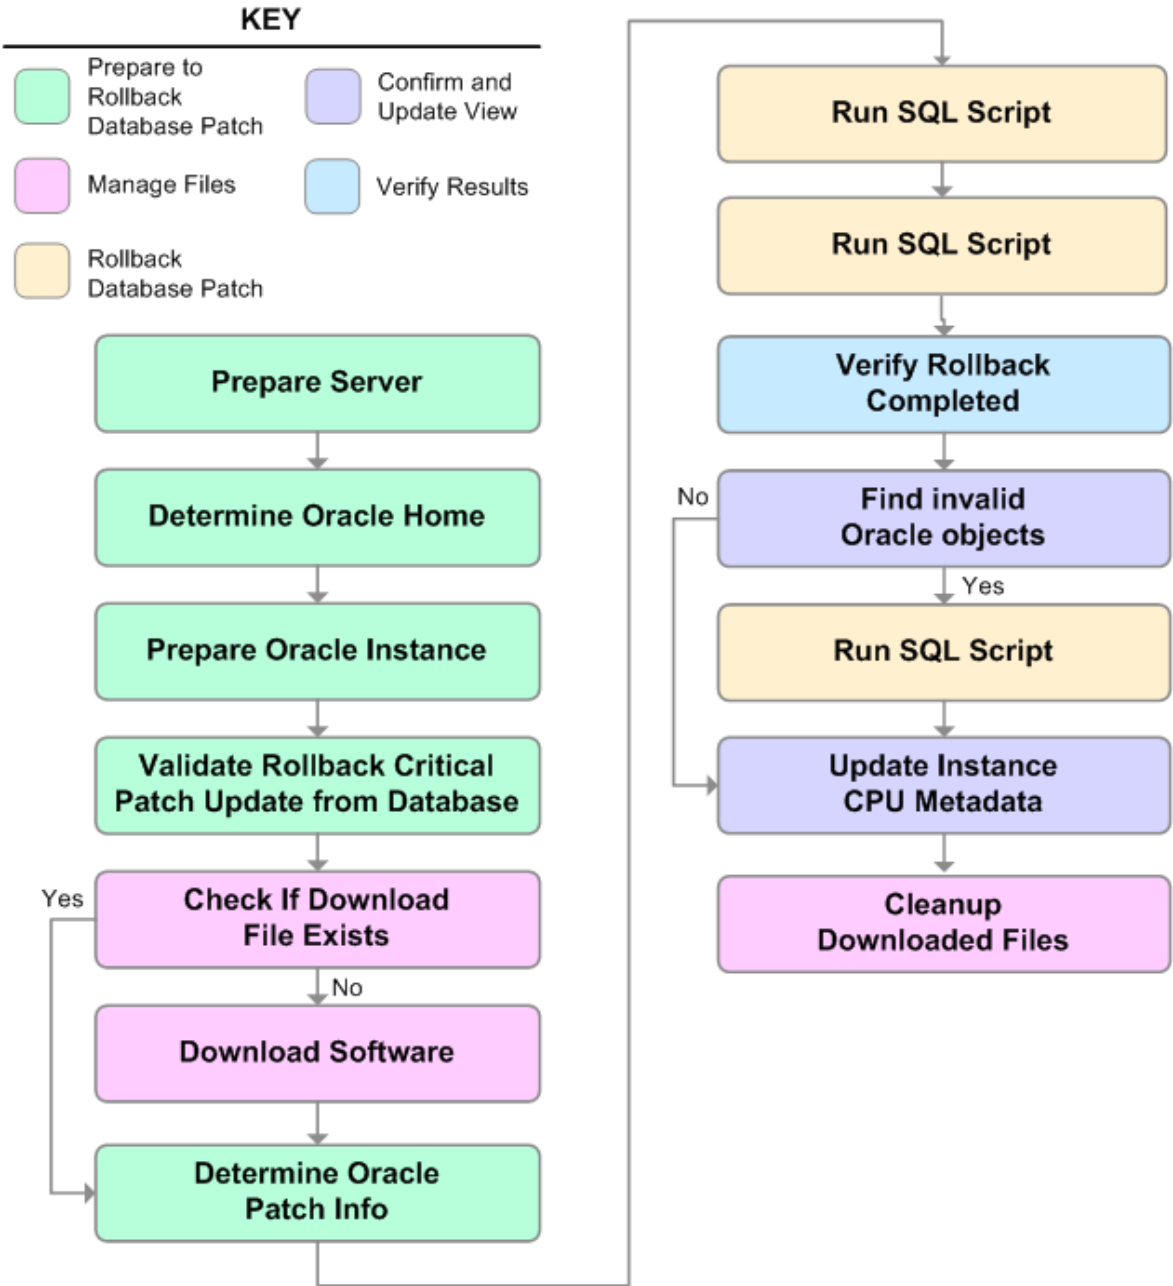 KEY
Prepare to
Rollback
Database Patch
Confirm and
Update View
Manage Files
Verify Results
Rollback
Database Patch
Prepare Server
Determine Oracle Home
Prepare Oracle Instance
Validate Rollback Critical
Patch Update from Database
Yes
Check If Download
File Exists
No
Download Software
Determine Oracle
Patch Info
Run SQL Script
Run SQL Script
Verify Rollback
Completed
No
Find invalid
Oracle objects
Yes
Run SQL Script
Update Instance
CPU Metadata
Cleanup
Downloaded Files